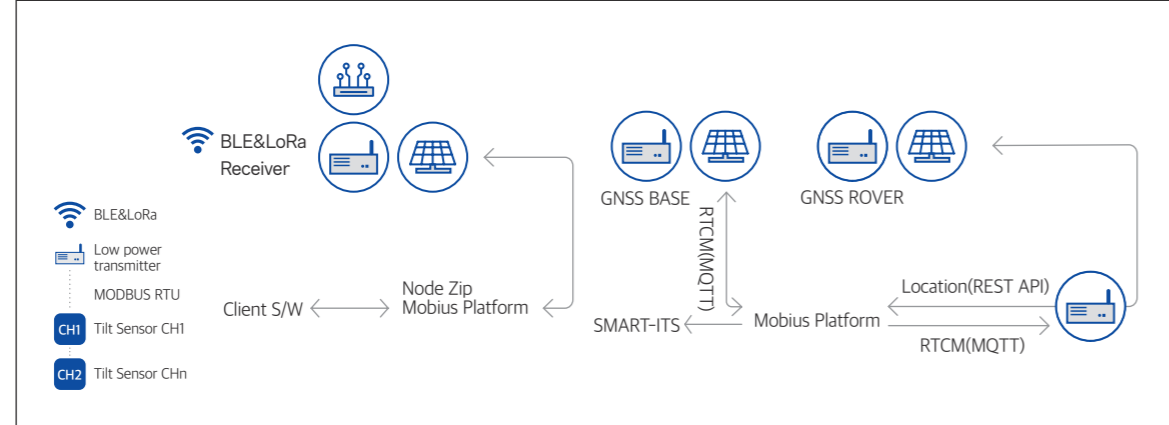 BLE&LoRa
Receiver
BLE&LoRa
Low power
transmitter
MODBUS RTU
CH1 Tilt Sensor CH1
CH2 Tilt Sensor CHn
Client S/W
Node Zip
Mobius Platform
GNSS BASE
RTCM(MQTT)
SMART-ITS
Mobius Platform
GNSS ROVER
Location(REST API)
RTCM(MQTT)